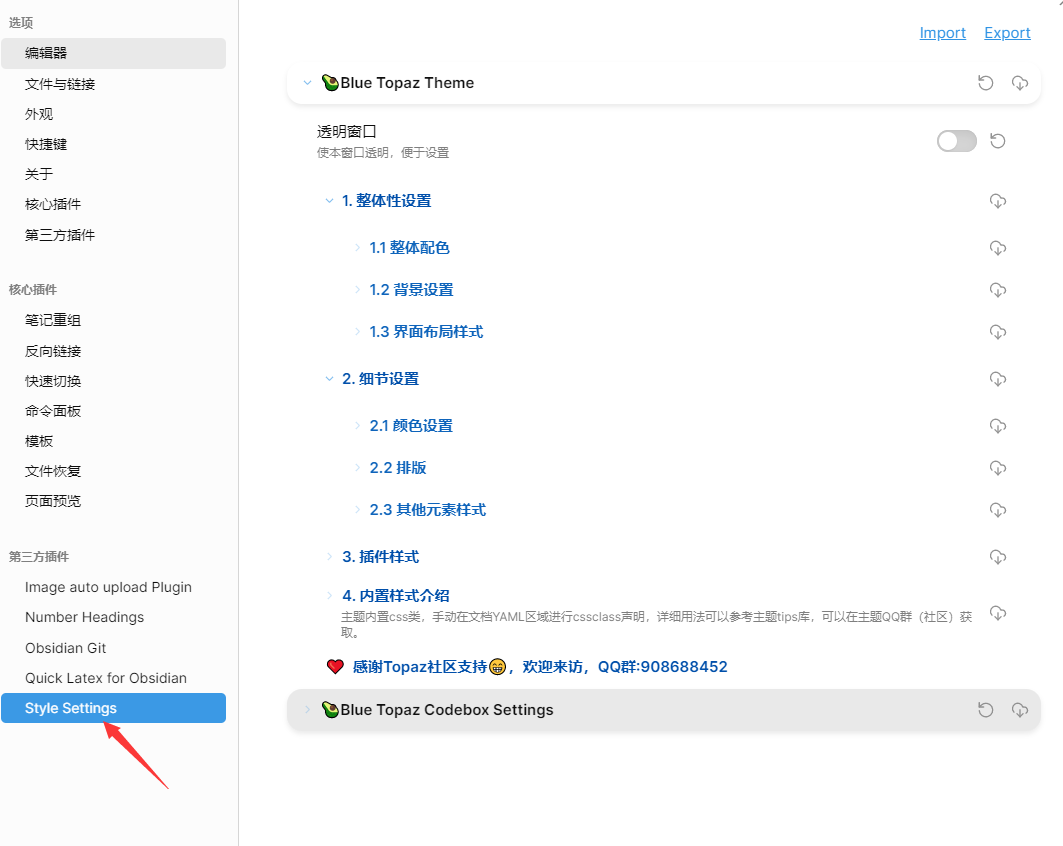 选项
编辑器
文件与链接
外观
快捷键
关于
核心插件
第三方插件
核心插件
笔记重组
反向链接
快速切换
命令面板
模板
文件恢复
页面预览
第三方插件
Image auto upload Plugin
Number Headings
Obsidian Git
Quick Latex for Obsidian
Style Settings
Import Export
🥑Blue Topaz Theme
透明窗口
使本窗口透明，便于设置
1. 整体性设置
1.1 整体配色
1.2 背景设置
1.3 界面布局样式
2. 细节设置
2.1 颜色设置
2.2 排版
2.3 其他元素样式
3. 插件样式
4. 内置样式介绍
主题内置css类，手动在文档YAML区域进行cssclass声明，详细用法可以参考主题tips库，可以在主题QQ群（社区）获
取。
❤️ 感谢Topaz社区支持😁，欢迎来访，QQ群:908688452
🥑Blue Topaz Codebox Settings